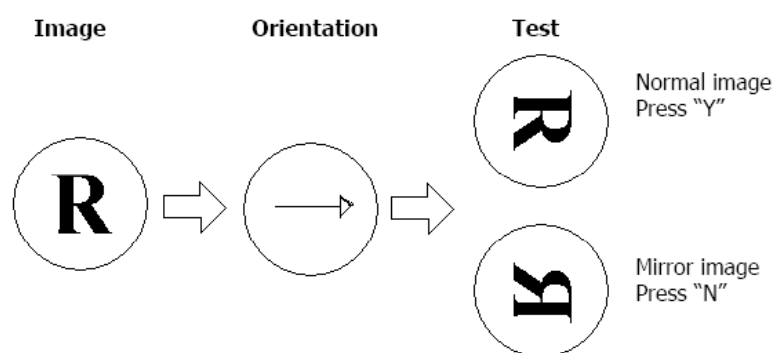 Image
Orientation
Test
R
R
Normal image
Press “Y”
R
Mirror image
Press “N”